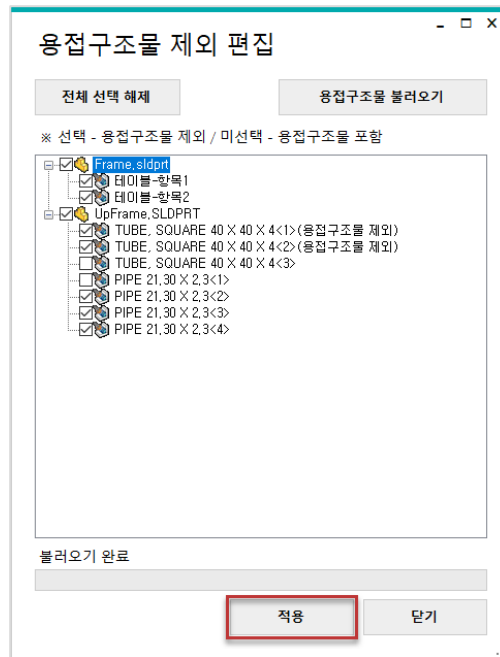 용접구조물 제외 편집
전체 선택 해제
용접구조물 불러오기
※ 선택 - 용접구조물 제외 / 미선택 - 용접구조물 포함
Frame.sldprt
테이블-항목1
테이블-항목2
UpFrame.SLDPRT
TUBE, SQUARE 40 X 40 X 4<1>(용접구조물 제외)
TUBE, SQUARE 40 X 40 X 4<2>(용접구조물 제외)
TUBE, SQUARE 40 X 40 X 4<3>
PIPE 21,30 X 2,3<1>
PIPE 21,30 X 2,3<2>
PIPE 21,30 X 2,3<3>
PIPE 21,30 X 2,3<4>
불러오기 완료
적용
닫기